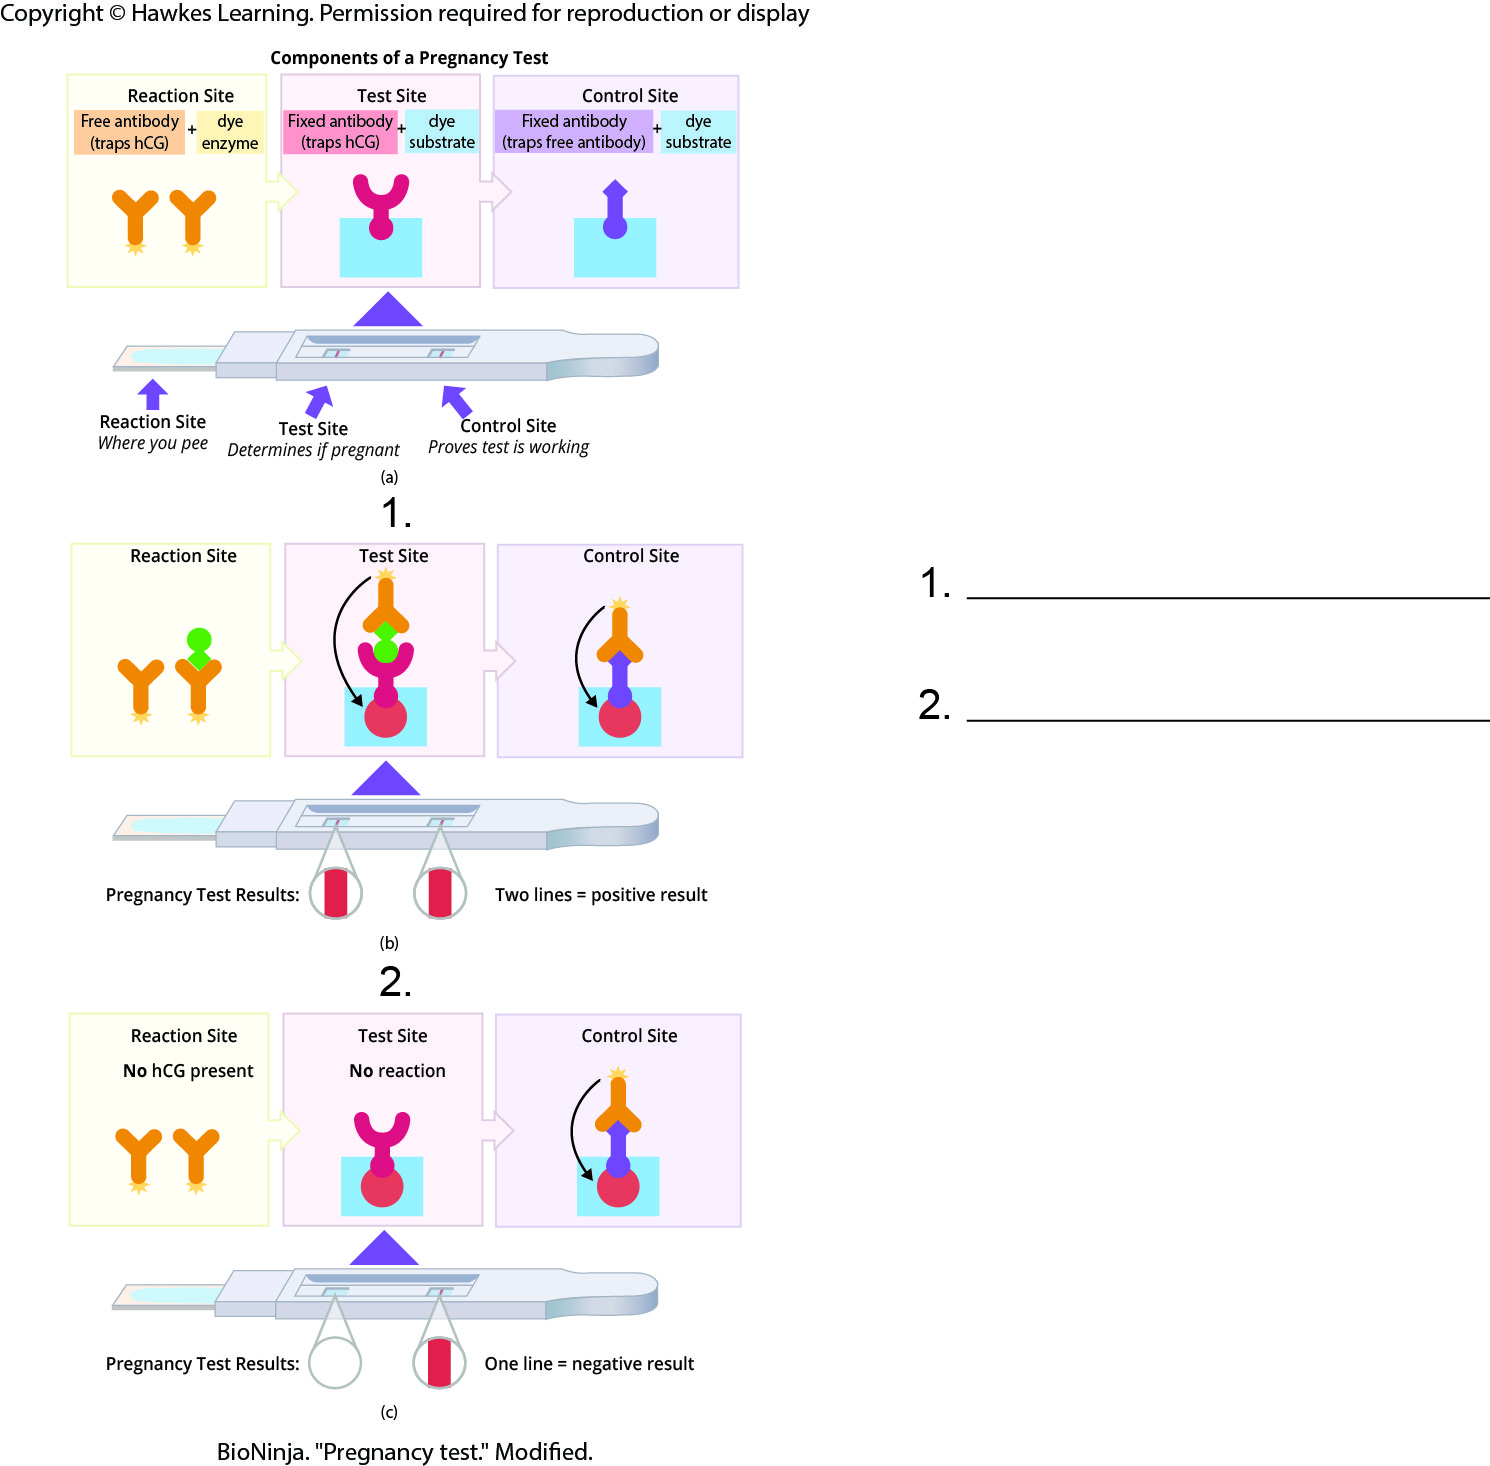 Copyright © Hawkes Learning. Permission required for reproduction or display
Components of a Pregnancy Test
Reaction Site
Free antibody
(traps hCG)
+
dye
enzyme
Test Site
Fixed antibody
(traps hCG)
+
dye
substrate
Control Site
Fixed antibody
(traps free antibody)
+
dye
substrate
Reaction Site
Where you pee
Test Site
Determines if pregnant
Control Site
Proves test is working
(a)
1.
Reaction Site
Test Site
Control Site
Pregnancy Test Results:
Two lines = positive result
(b)
2.
Reaction Site
No hCG present
Test Site
No reaction
Control Site
Pregnancy Test Results:
One line = negative result
(c)
BioNinja. "Pregnancy test." Modified.
1.
2.